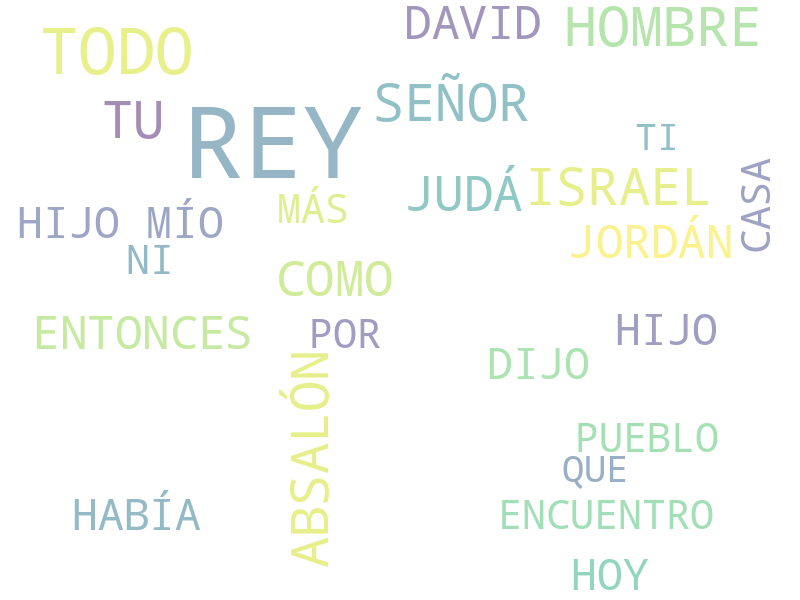 DAVID
HOMBRE
TODO
SEÑOR
TU
REY
TI
CASA
JUDÁ
ISRAEL
HIJO MÍO
MÁS
JORDÁN
NI
COMO
ENTONCES
POR
HIJO
DIJO
ABSALÓN
PUEBLO
QUE
HABÍA
ENCUENTRO
HOY